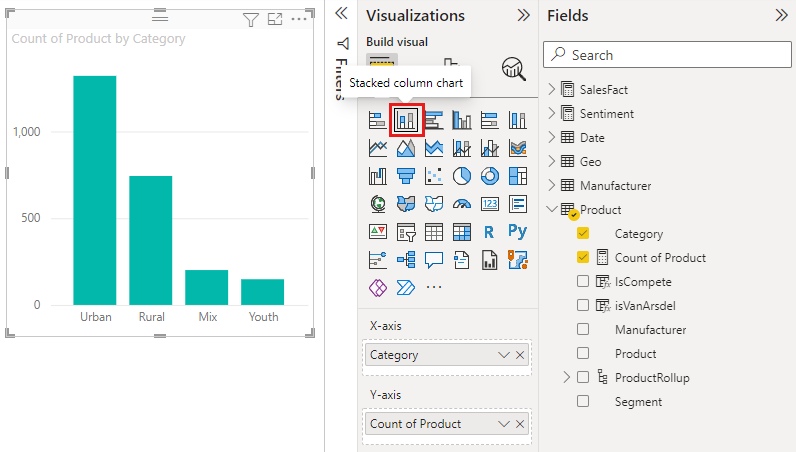 Count of Product by Category
1,000
500
0
Urban
Rural
Mix
Youth
Filters
Visualizations
Build visual
Stacked column chart
123
R
Py
X-axis
Category
Y-axis
Count of Product
Fields
Search
SalesFact
Sentiment
Date
Geo
Manufacturer
Product
Category
Count of Product
IsCompete
isVanArsdel
Manufacturer
Product
ProductRollup
Segment